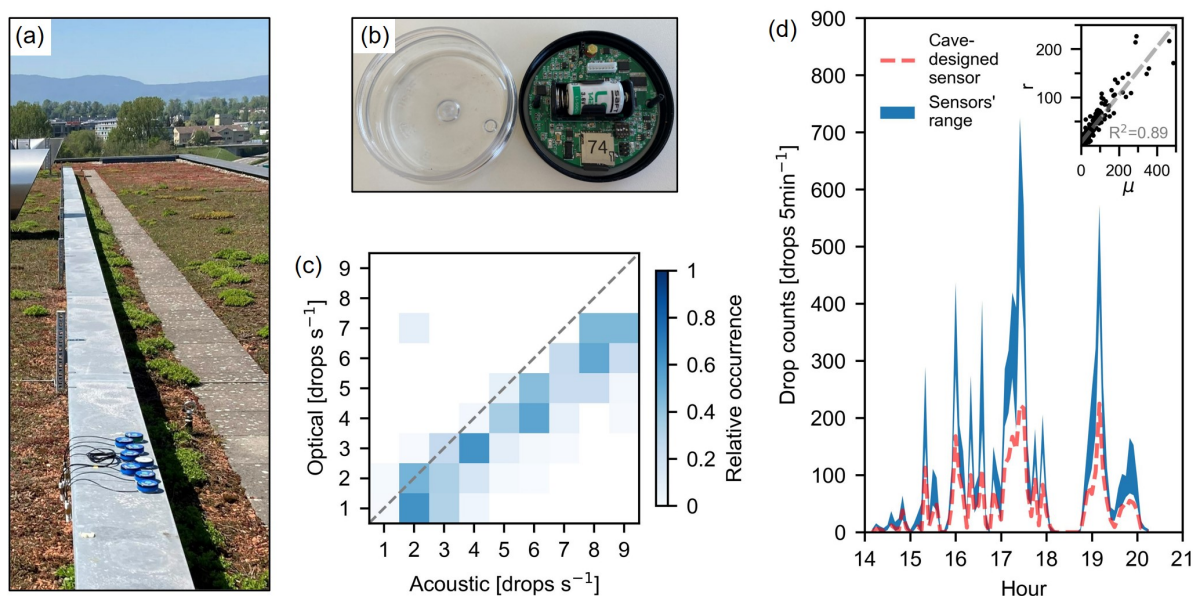 (a)
(b)
74
(c)
9
8
7
6
5
4
3
2
1
Optical [drops s⁻¹]
1 2 3 4 5 6 7 8 9
Acoustic [drops s⁻¹]
1
0.8
0.6
0.4
0.2
0
Relative occurrence
(d)
900
800
700
600
500
400
300
200
100
0
Drop counts [drops 5min⁻¹]
Cave-
designed
sensor
Sensors'
range
200
100
r
R²=0.89
0 200 400
μ
14 15 16 17 18 19 20 21
Hour